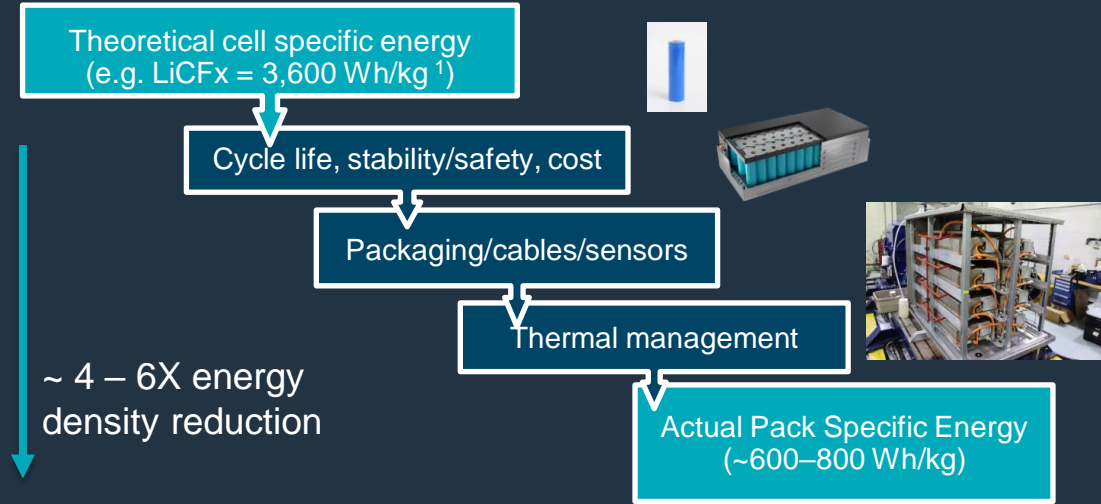 Theoretical cell specific energy
(e.g. LiCFx = 3,600 Wh/kg ¹)
Cycle life, stability/safety, cost
Packaging/cables/sensors
Thermal management
~ 4 – 6X energy
density reduction
Actual Pack Specific Energy
(~600–800 Wh/kg)